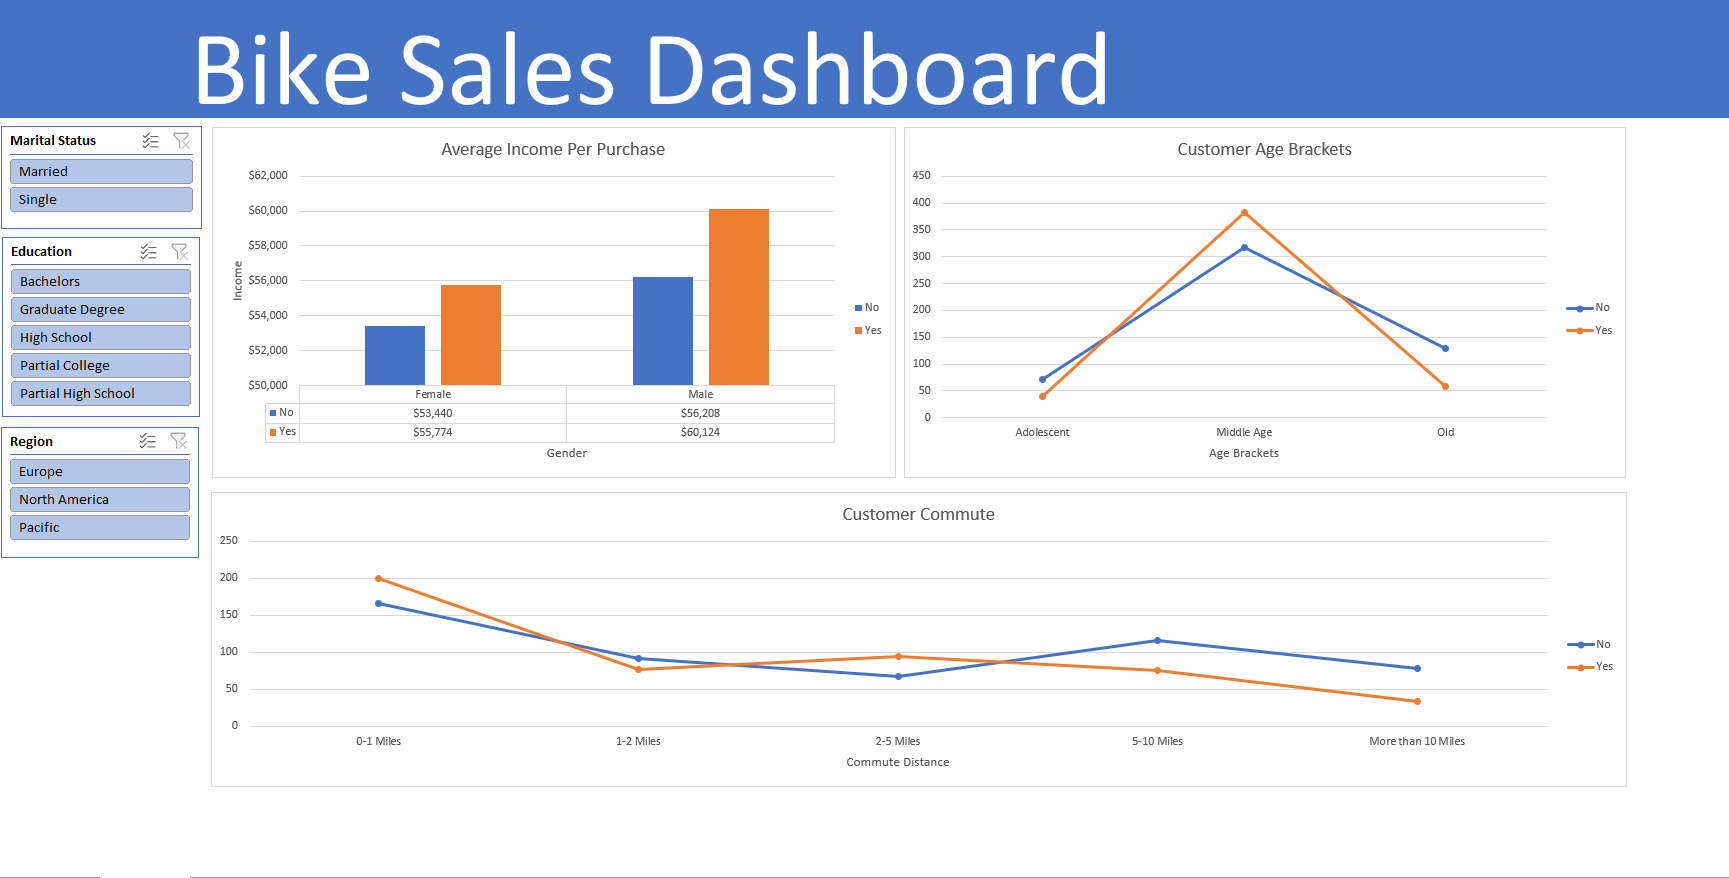 Bike Sales Dashboard
Marital Status
Married
Single
Education
Bachelors
Graduate Degree
High School
Partial College
Partial High School
Region
Europe
North America
Pacific
Average Income Per Purchase
$62,000
$60,000
$58,000
$56,000
$54,000
$52,000
$50,000
Income
Female Male
No $53,440 $56,208
Yes $55,774 $60,124
Gender
No
Yes
Customer Age Brackets
450
400
350
300
250
200
150
100
50
0
Adolescent Middle Age Old
Age Brackets
No
Yes
Customer Commute
250
200
150
100
50
0
0-1 Miles 1-2 Miles 2-5 Miles 5-10 Miles More than 10 Miles
Commute Distance
No
Yes